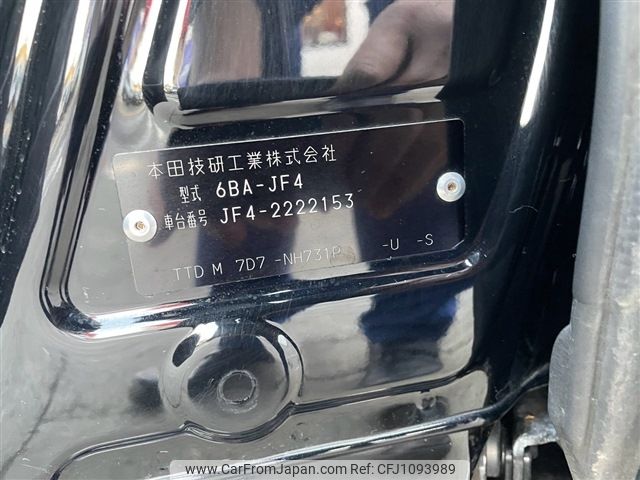 本田技研工業株式会社
型式 6BA-JF4
車台番号 JF4-2222153
TTD M 7D7 -NH731P -U -S
www.CarFromJapan.com | Ref. CFJ1093989